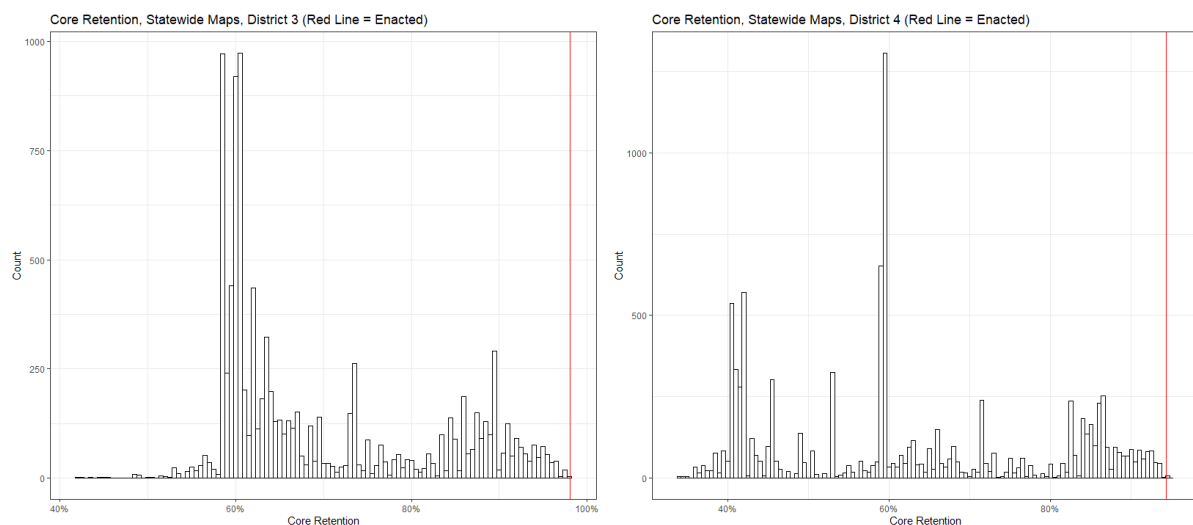 Core Retention, Statewide Maps, District 3 (Red Line = Enacted)
1000
750
500
250
0
Count
40%
60%
80%
100%
Core Retention
Core Retention, Statewide Maps, District 4 (Red Line = Enacted)
1000
500
0
Count
40%
60%
80%
Core Retention